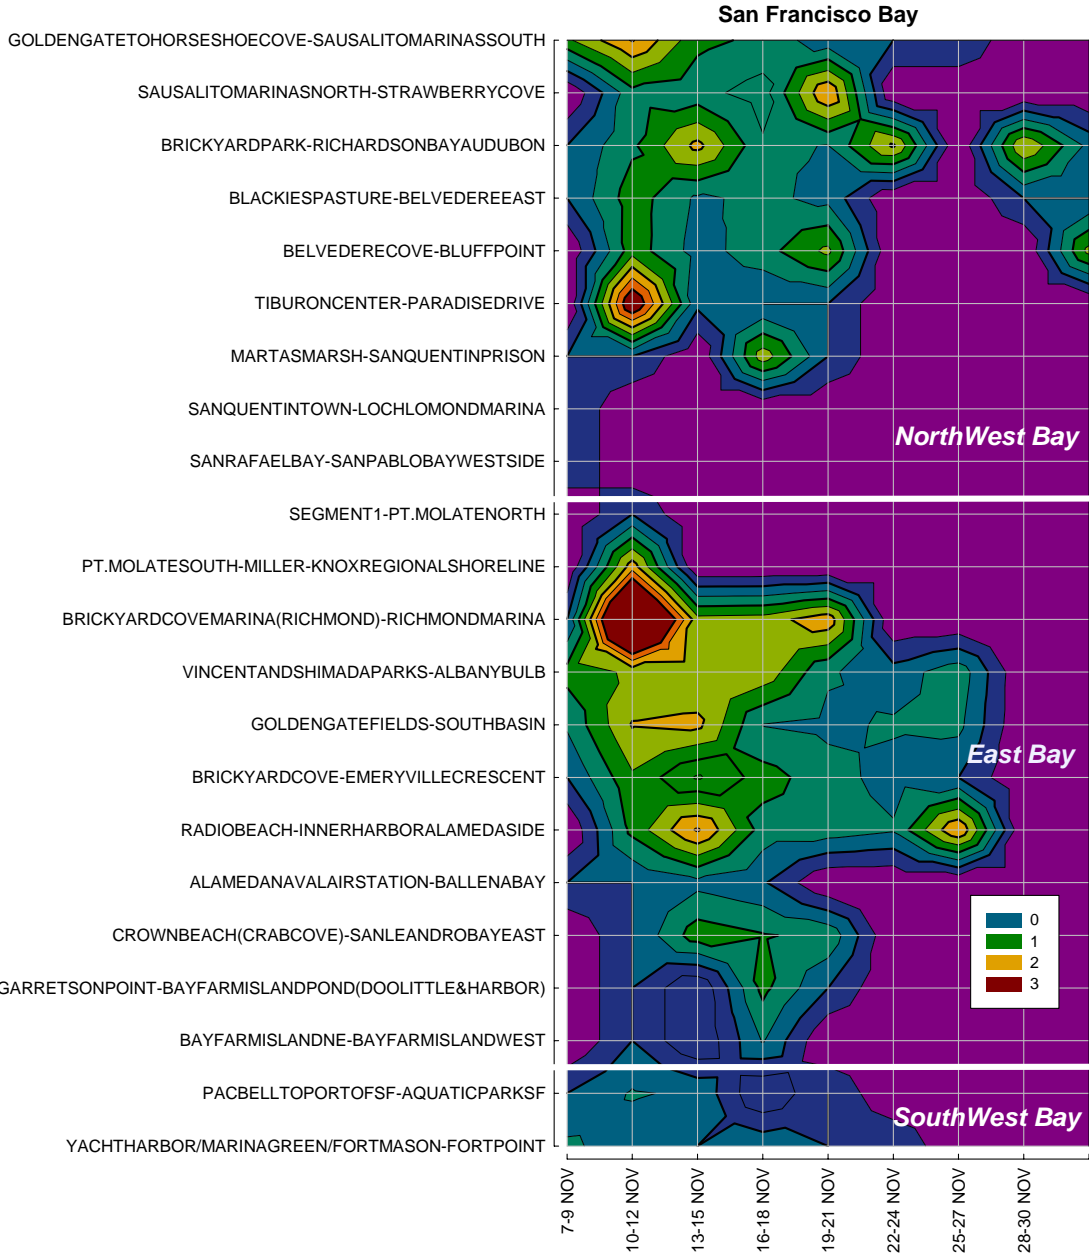 San Francisco Bay
GOLDENGATETOHORSESHOECOVE-SAUSALITOMARINASSOUTH
SAUSALITOMARINASNORTH-STRAWBERRYCOVE
BRICKYARDPARK-RICHARDSONBAYAUDUBON
BLACKIESPASTURE-BELVEDEREEAST
BELVEDERECOVE-BLUFFPOINT
TIBURONCENTER-PARADISEDRIVE
MARTASMARSH-SANQUENTINPRISON
SANQUENTINTOWN-LOCHLOMONDMARINA
NorthWest Bay
SANRAFAELBAY-SANPABLOBAYWESTSIDE
SEGMENT1-PT.MOLATENORTH
PT.MOLATESOUTH-MILLER-KNOXREGIONALSHORELINE
BRICKYARDCOVEMARINA(RICHMOND)-RICHMONDMARINA
VINCENTANDSHIMADAPARKS-ALBANYBULB
GOLDENGATEFIELDS-SOUTHBASIN
East Bay
BRICKYARDCOVE-EMERYVILLECRESCENT
RADIOBEACH-INNERHARBORALAMEDASIDE
ALAMEDANAVALAIRSTATION-BALLENABAY
0
CROWNBEACH(CRABCOVE)-SANLEANDROBAYEAST
1
2
3
GARRETSONPOINT-BAYFARMISLANDPOND(DOOLITTLE&HARBOR)
BAYFARMISLANDNE-BAYFARMISLANDWEST
PACBELLTOPORTOFSF-AQUATICPARKSF
SouthWest Bay
YACHTHARBOR/MARINAGREEN/FORTMASON-FORTPOINT
7-9 NOV
10-12 NOV
13-15 NOV
16-18 NOV
19-21 NOV
22-24 NOV
25-27 NOV
28-30 NOV